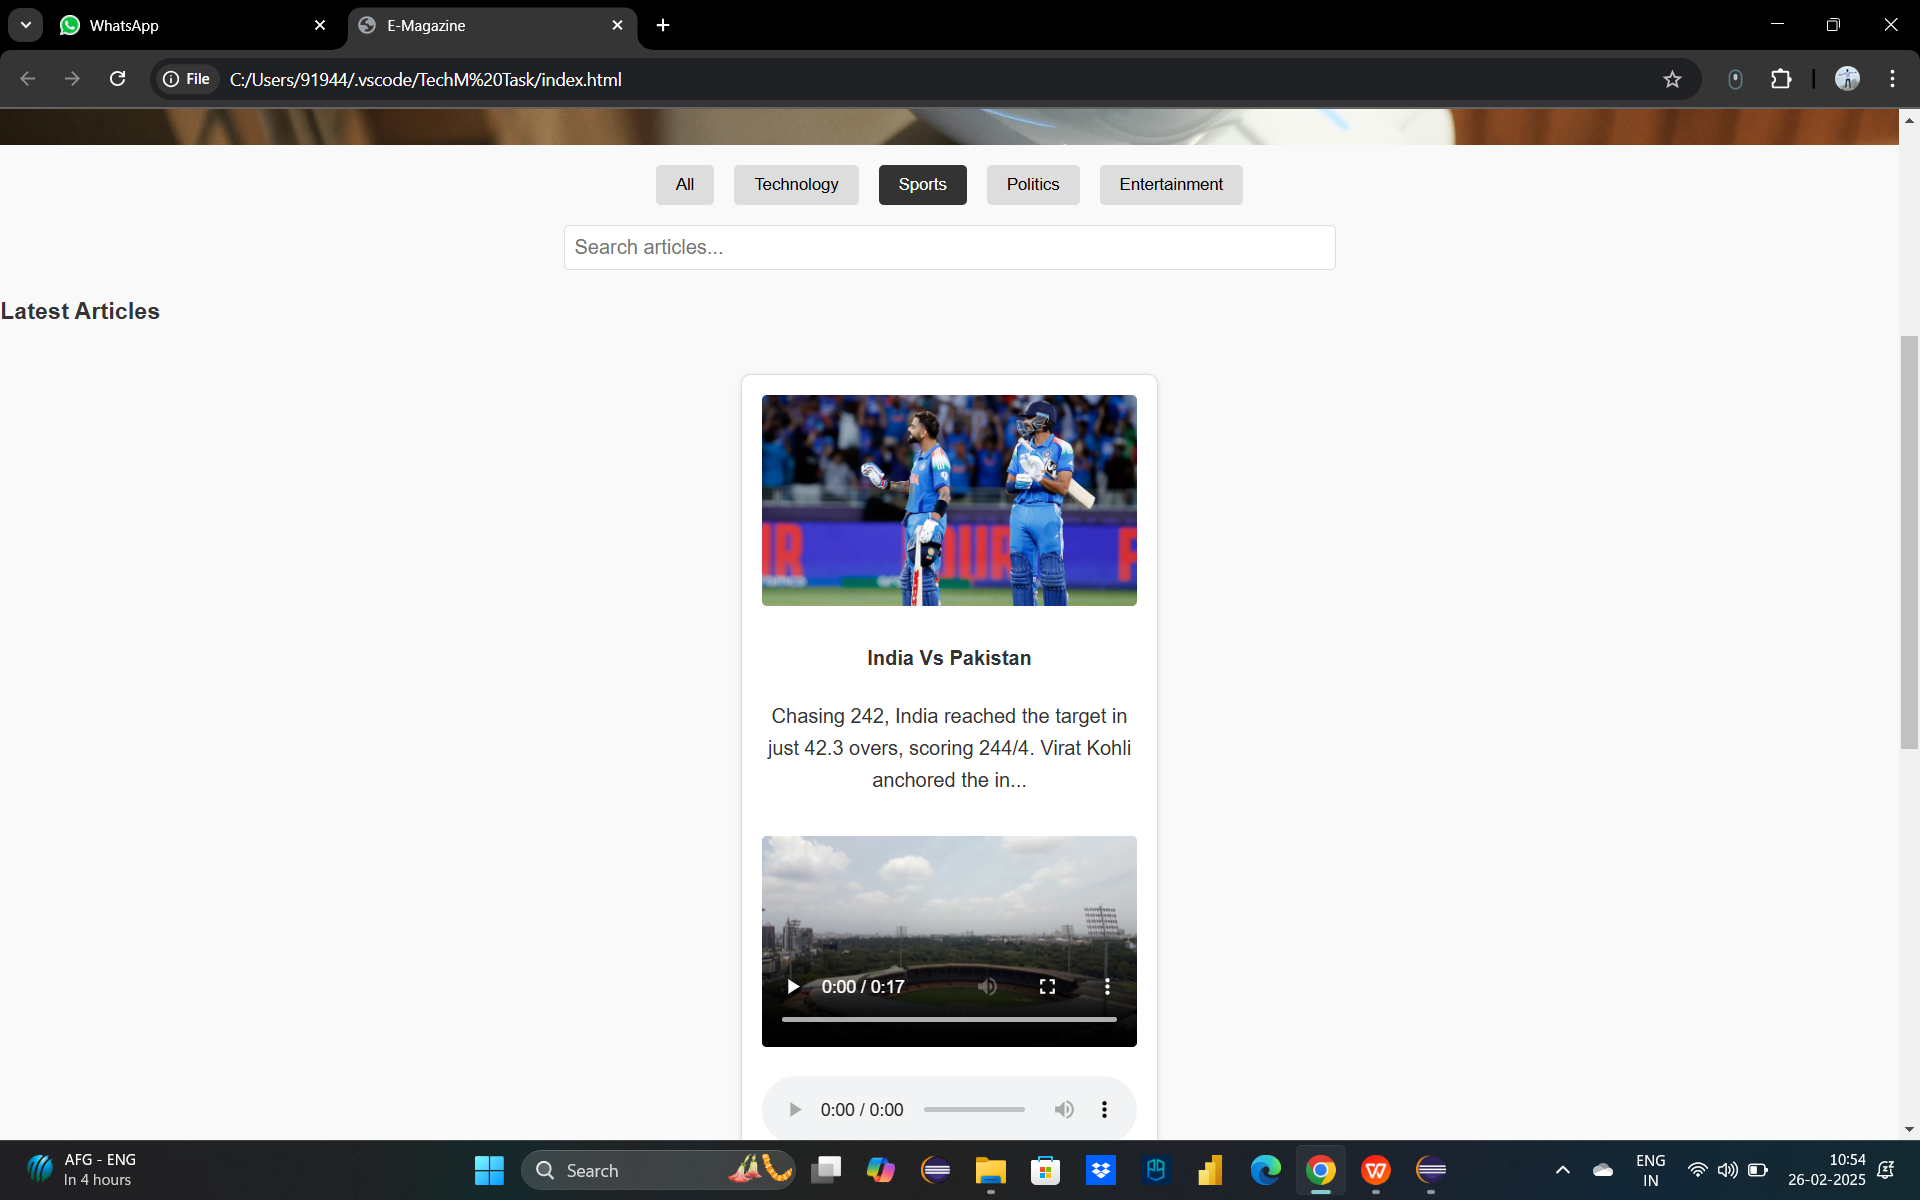 WhatsApp
E-Magazine
File
C:/Users/91944/.vscode/TechM%20Task/index.html
All
Technology
Sports
Politics
Entertainment
Search articles...
Latest Articles
India Vs Pakistan
Chasing 242, India reached the target in
just 42.3 overs, scoring 244/4. Virat Kohli
anchored the in...
0:00 / 0:17
0:00 / 0:00
AFG - ENG
In 4 hours
Search
ENG
IN
10:54
26-02-2025